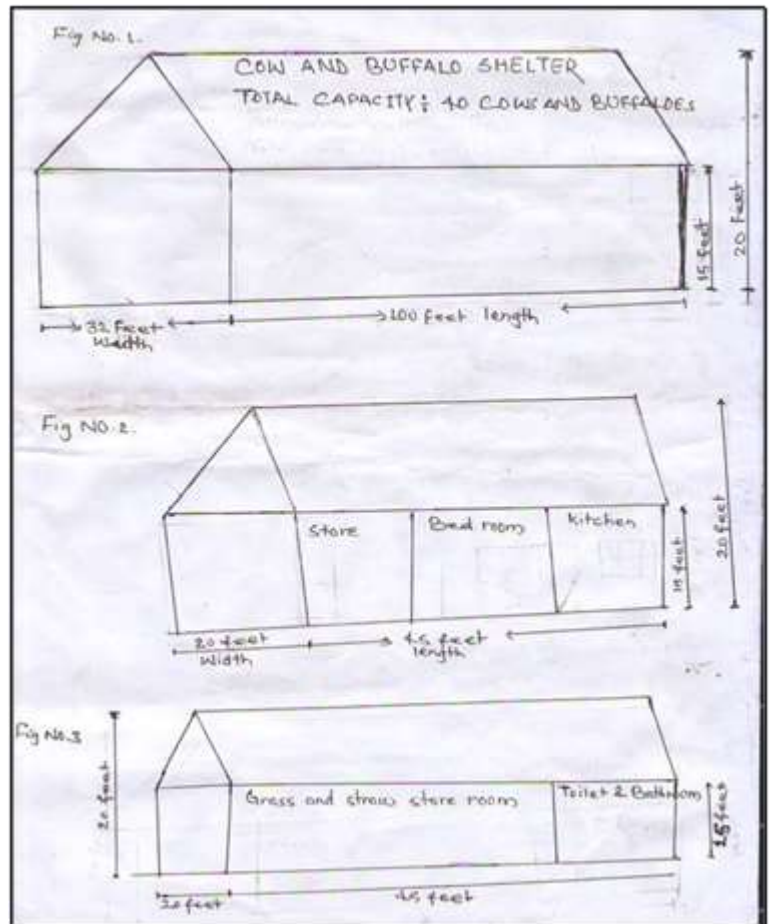 Fig No. 1.
COW AND BUFFALO SHELTER
TOTAL CAPACITY: 40 COWS AND BUFFALOES
15 feet
20 Feet
32 Feet
Width
100 feet length
Fig NO. 2.
Store
Bed room
Kitchen
15 feet
20 feet
20 feet
Width
45 feet
length
Fig No.3
20 feet
Grass and straw store room
Toilet & Bathroom
15 feet
20 feet
45 feet